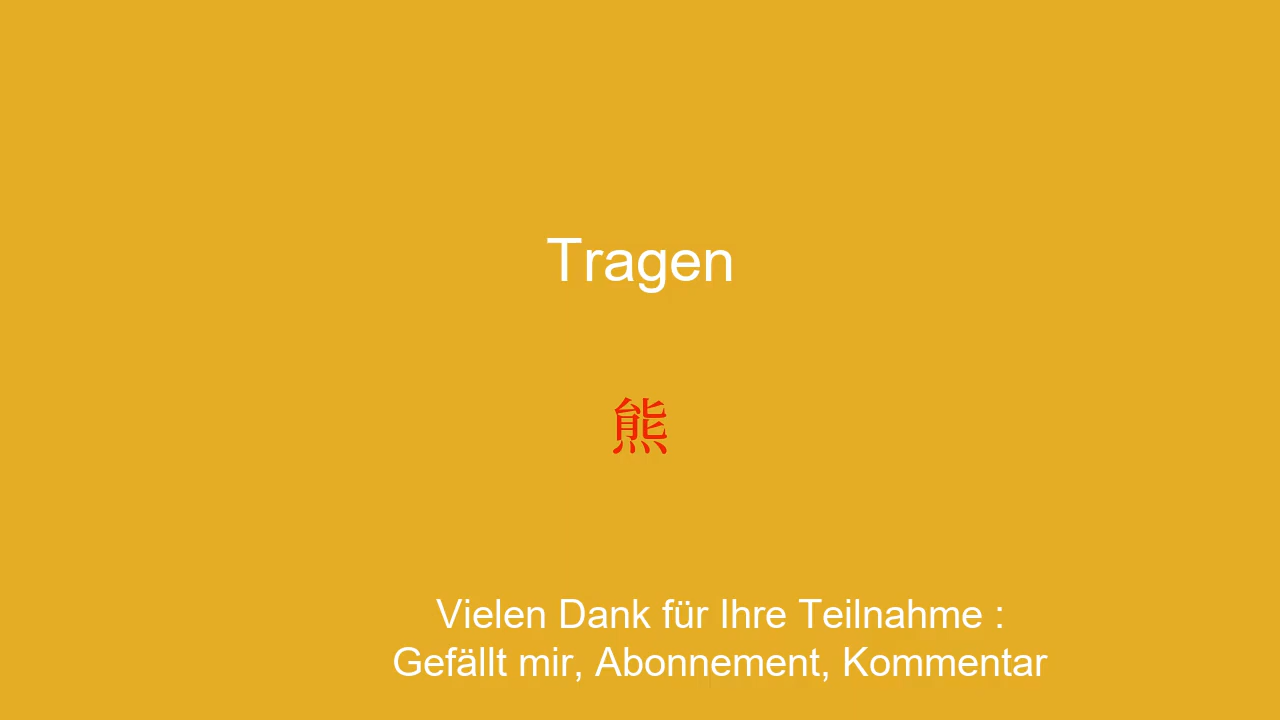 Tragen
熊
Vielen Dank für Ihre Teilnahme :
Gefällt mir, Abonnement, Kommentar